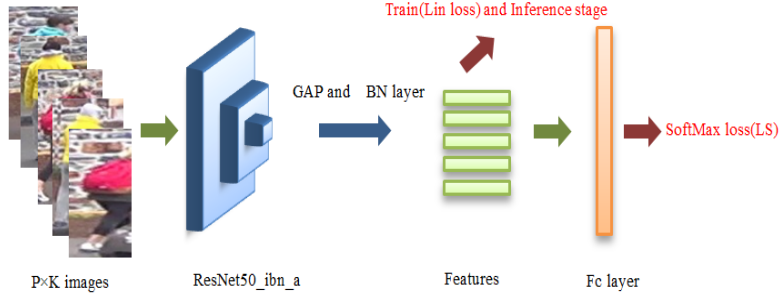 Train(Lin loss) and Inference stage
GAP and BN layer
SoftMax loss(LS)
P×K images
ResNet50_ibn_a
Features
Fc layer